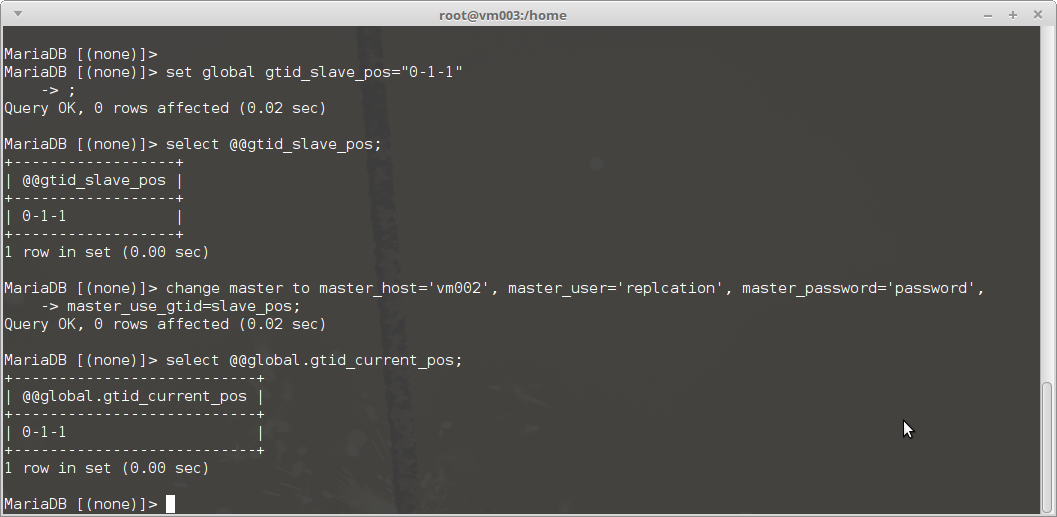 root@vm003:/home
MariaDB [(none)]>
MariaDB [(none)]> set global gtid_slave_pos="0-1-1"
    -> ;
Query OK, 0 rows affected (0.02 sec)
MariaDB [(none)]> select @@gtid_slave_pos;
+------------------+
| @@gtid_slave_pos |
+------------------+
| 0-1-1            |
+------------------+
1 row in set (0.00 sec)
MariaDB [(none)]> change master to master_host='vm002', master_user='replcation', master_password='password',
    -> master_use_gtid=slave_pos;
Query OK, 0 rows affected (0.02 sec)
MariaDB [(none)]> select @@global.gtid_current_pos;
+---------------------------+
| @@global.gtid_current_pos |
+---------------------------+
| 0-1-1                     |
+---------------------------+
1 row in set (0.00 sec)
MariaDB [(none)]>